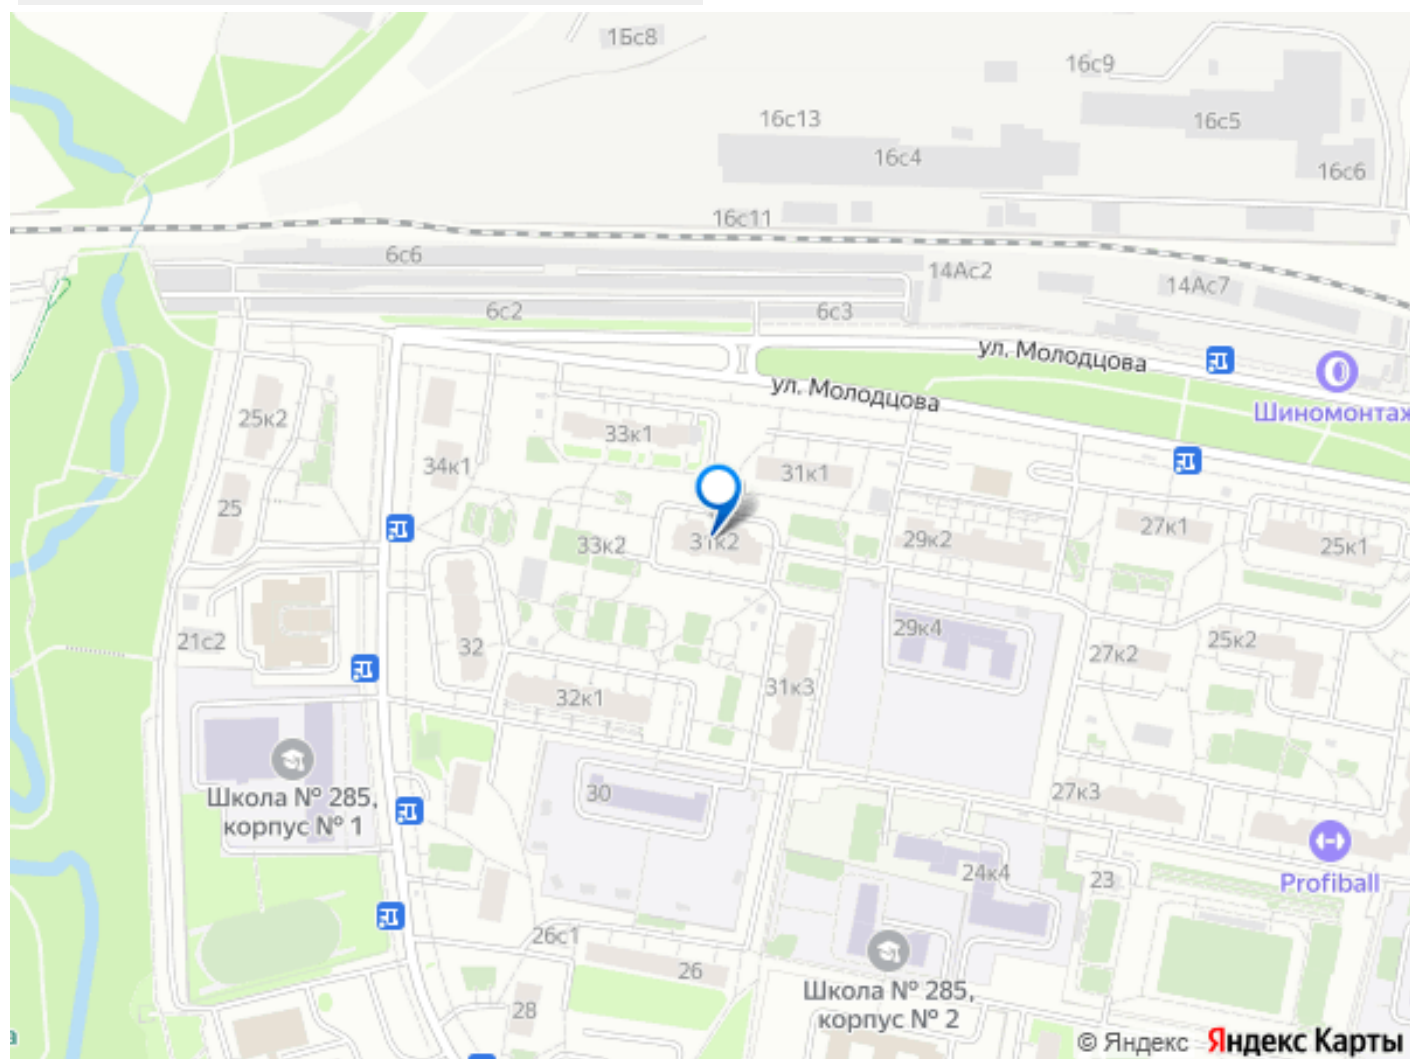 1Бс8
16с9
16с13
16с5
16с4
16с6
16с11
6с6
14Ас2
14Ас7
6с2
6с3
ул. Молодцова
ул. Молодцова
Шиномонтаж
25к2
33к1
34к1
31к1
25
27к1
33к2
31к2
29к2
25к1
21с2
32
29к4
25к2
27к2
31к3
32к1
Школа № 285,
корпус № 1
30
27к3
24к4
23
Profiball
26с1
26
28
Школа № 285,
корпус № 2
а
© Яндекс Яндекс Карты